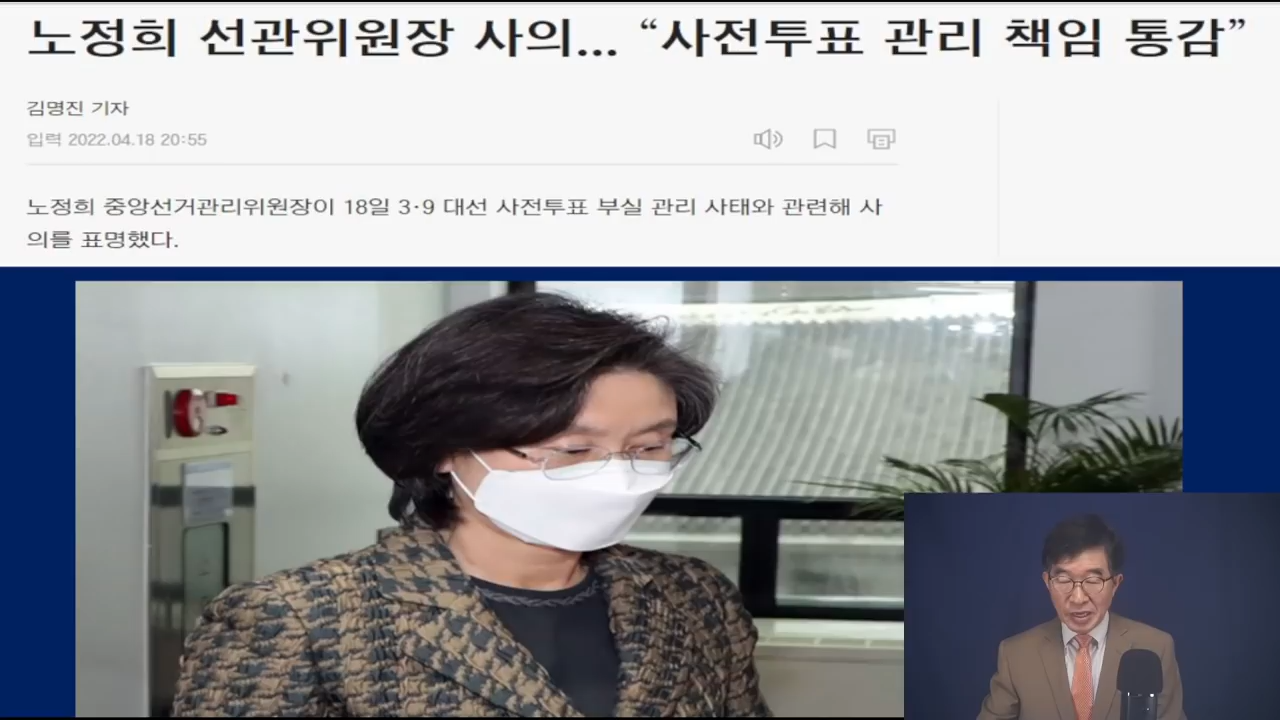 노정희 선관위원장 사의... “사전투표 관리 책임 통감”
김명진 기자
입력 2022.04.18 20:55
노정희 중앙선거관리위원장이 18일 3·9 대선 사전투표 부실 관리 사태와 관련해 사
의를 표명했다.